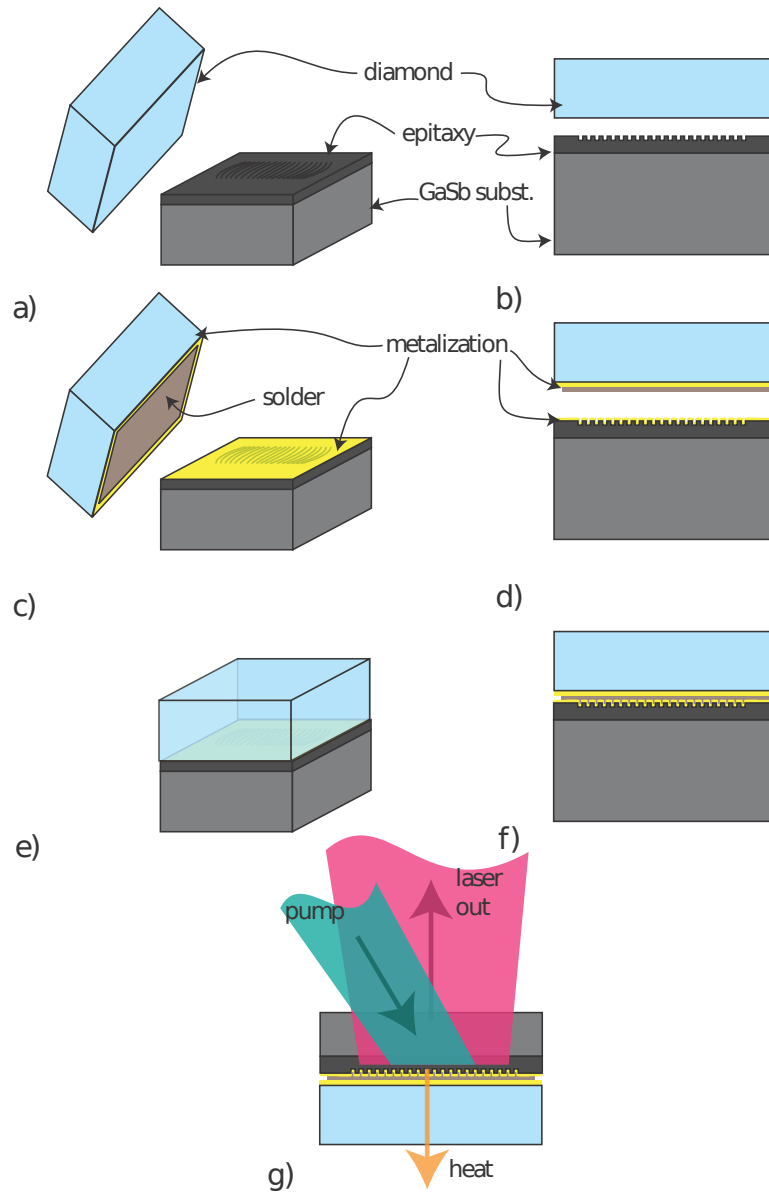 diamond
epitaxy
GaSb subst.
a)
b)
metalization
solder
c)
d)
e)
f)
laser
out
pump
heat
g)